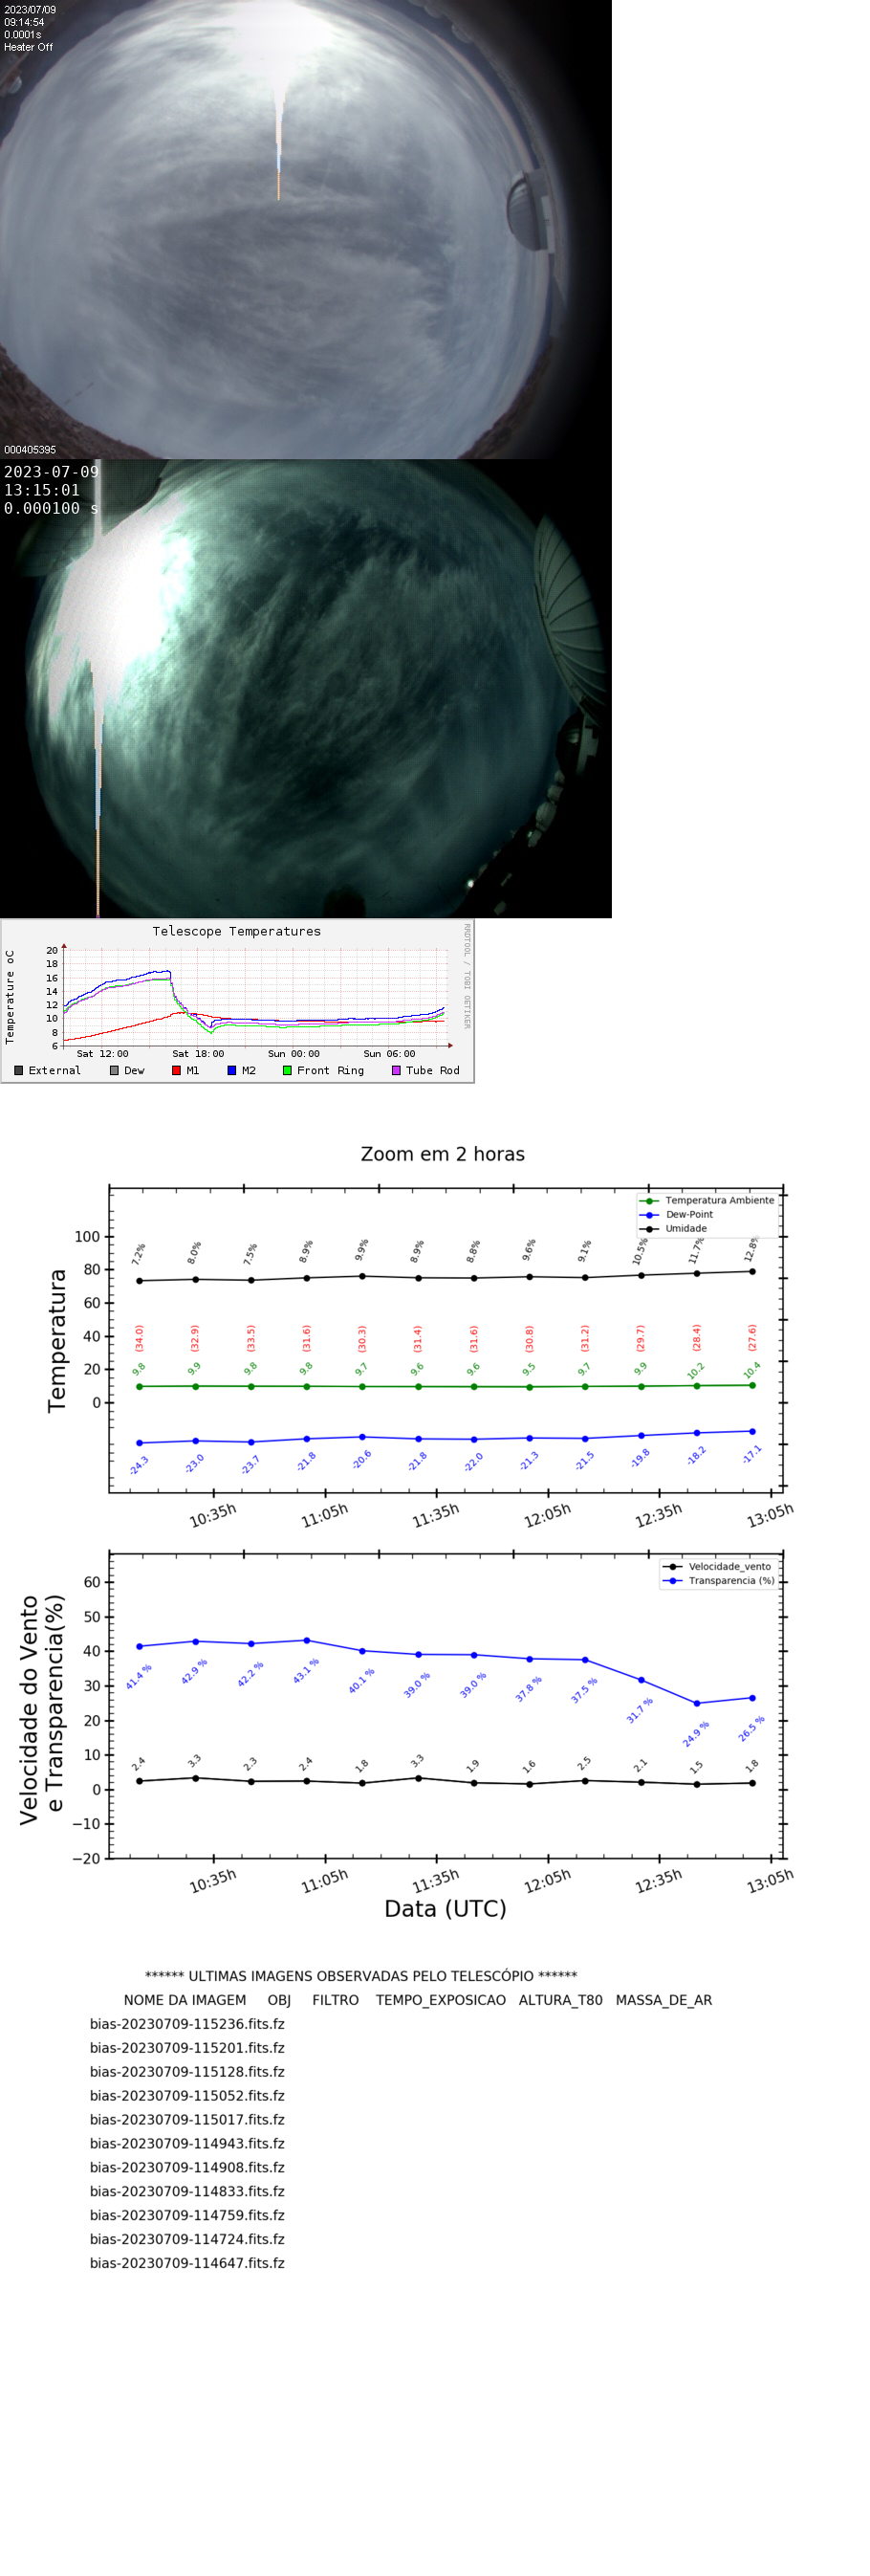 2023/07/09
09:14:54
0.0001s
Heater Off
000405395
2023-07-09
13:15:01
0.000100 s
Telescope Temperatures
RRDTOOL / TOBI OETIKER
Temperature oC
20
18
16
14
12
10
8
6
Sat 12:00 Sat 18:00 Sun 00:00 Sun 06:00
External Dew M1 M2 Front Ring Tube Rod
Zoom em 2 horas
Temperatura
Temperatura Ambiente
Dew-Point
Umidade
100
80
60
40
20
0
7.2% 8.0% 7.5% 8.9% 9.9% 8.9% 8.8% 9.6% 9.1% 10.5% 11.7% 12.8%
(34.0) (32.9) (33.5) (31.6) (30.3) (31.4) (31.6) (30.8) (31.2) (29.7) (28.4) (27.6)
9.8 9.9 9.8 9.8 9.7 9.6 9.6 9.5 9.7 9.9 10.2 10.4
-24.3 -23.0 -23.7 -21.8 -20.6 -21.8 -22.0 -21.3 -21.5 -19.8 -18.2 -17.1
10:35h 11:05h 11:35h 12:05h 12:35h 13:05h
Velocidade do Vento
e Transparencia(%)
Velocidade_vento
Transparencia (%)
60
50
40
30
20
10
0
−10
−20
41.4 % 42.9 % 42.2 % 43.1 % 40.1 % 39.0 % 39.0 % 37.8 % 37.5 % 31.7 % 24.9 % 26.5 %
2.4 3.3 2.3 2.4 1.8 3.3 1.9 1.6 2.5 2.1 1.5 1.8
10:35h 11:05h 11:35h 12:05h 12:35h 13:05h
Data (UTC)
****** ULTIMAS IMAGENS OBSERVADAS PELO TELESCÓPIO ******
NOME DA IMAGEM OBJ FILTRO TEMPO_EXPOSICAO ALTURA_T80 MASSA_DE_AR
bias-20230709-115236.fits.fz
bias-20230709-115201.fits.fz
bias-20230709-115128.fits.fz
bias-20230709-115052.fits.fz
bias-20230709-115017.fits.fz
bias-20230709-114943.fits.fz
bias-20230709-114908.fits.fz
bias-20230709-114833.fits.fz
bias-20230709-114759.fits.fz
bias-20230709-114724.fits.fz
bias-20230709-114647.fits.fz